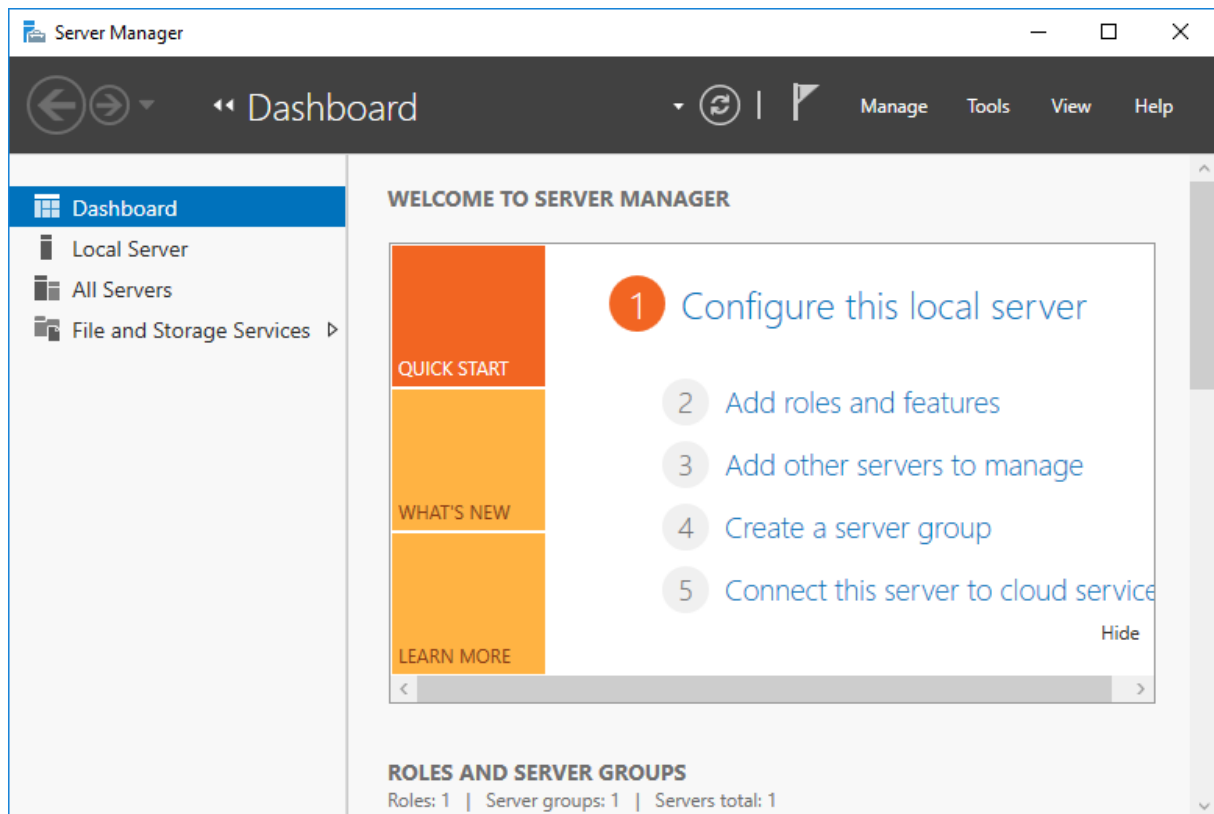 Server Manager
Dashboard
Manage Tools View Help
Dashboard
Local Server
All Servers
File and Storage Services
WELCOME TO SERVER MANAGER
QUICK START
WHAT'S NEW
LEARN MORE
1 Configure this local server
2 Add roles and features
3 Add other servers to manage
4 Create a server group
5 Connect this server to cloud service
Hide
ROLES AND SERVER GROUPS
Roles: 1 | Server groups: 1 | Servers total: 1